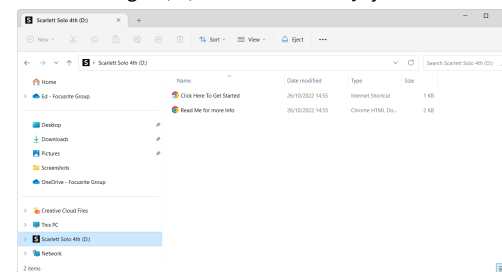 Scarlett Solo 4th (D:)
New
Sort
View
Eject
Scarlett Solo 4th (D:)
Search Scarlett Solo 4th (D:)
Name Date modified Type Size
Home
Ed - Focusrite Group
Click Here To Get Started 26/10/2022 14:55 Internet Shortcut 1 KB
Read Me for more Info 26/10/2022 14:55 Chrome HTML Do... 2 KB
Desktop
Downloads
Pictures
Screenshots
OneDrive - Focusrite Group
Creative Cloud Files
This PC
Scarlett Solo 4th (D:)
Network
2 items